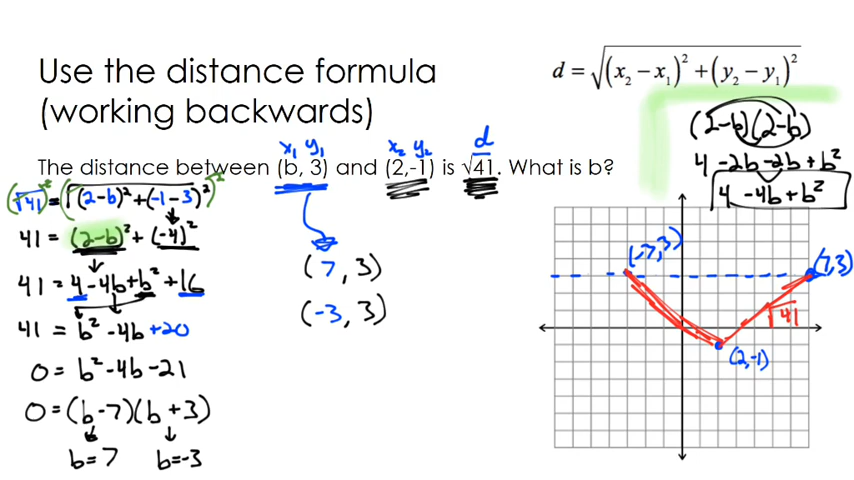 Use the distance formula
(working backwards)
d = √((x₂ − x₁)² + (y₂ − y₁)²)
(2-b)(2-b)
4 -2b -2b + b²
4 -4b + b²
x₁ y₁ x₂ y₂ d
The distance between (b, 3) and (2,-1) is √41. What is b?
(√41)² = (√((2-b)² + (-1-3)²))²
41 = (2-b)² + (-4)²
41 = 4 - 4b + b² + 16
41 = b² - 4b + 20
0 = b² - 4b - 21
0 = (b - 7)(b + 3)
b = 7 b = -3
(7, 3)
(-3, 3)
(-3, 3)
(7, 3)
√41
(2, -1)